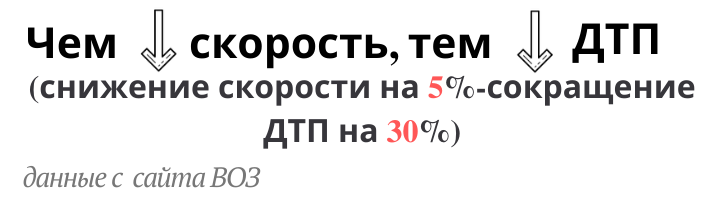 Чем скорость, тем ДТП
(снижение скорости на 5%-сокращение
ДТП на 30%)
данные с сайта ВОЗ